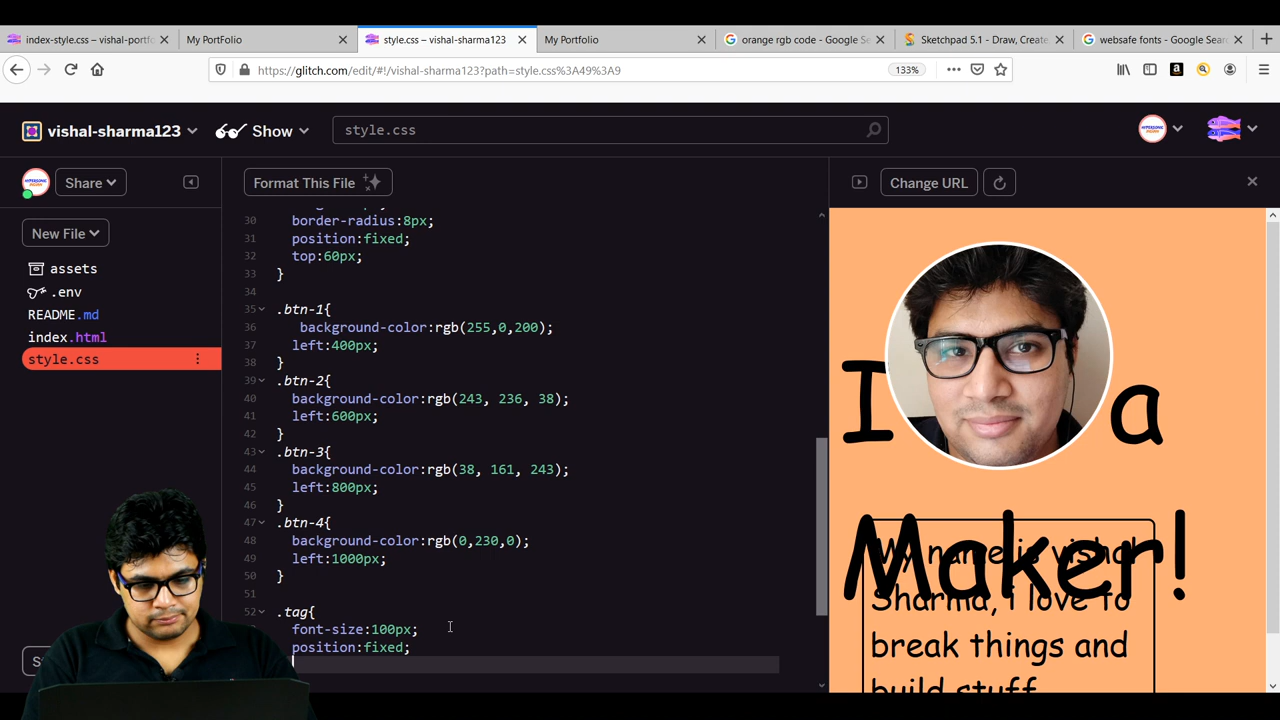 index-style.css – vishal-portfo
My PortFolio
style.css – vishal-sharma123
My PortFolio
orange rgb code - Google Se
Sketchpad 5.1 - Draw, Create
websafe fonts - Google Sear
https://glitch.com/edit/#!/vishal-sharma123?path=style.css%3A49%3A9
133%
vishal-sharma123
Show
style.css
Share
Format This File
Change URL
New File
assets
.env
README.md
index.html
style.css
30 border-radius:8px;
31 position:fixed;
32 top:60px;
33 }
34
35 .btn-1{
36 background-color:rgb(255,0,200);
37 left:400px;
38 }
39 .btn-2{
40 background-color:rgb(243, 236, 38);
41 left:600px;
42 }
43 .btn-3{
44 background-color:rgb(38, 161, 243);
45 left:800px;
46 }
47 .btn-4{
48 background-color:rgb(0,230,0);
49 left:1000px;
50 }
51
52 .tag{
font-size:100px;
position:fixed;
I a
Maker!
My name is vishal
Sharma, i love to
break things and
build stuff